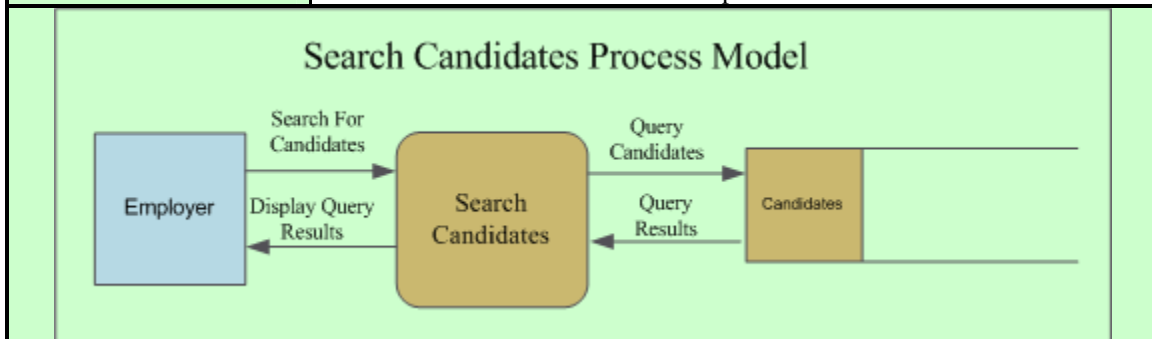 Search Candidates Process Model
Search For
Candidates
Query
Candidates
Employer
Display Query
Results
Search
Candidates
Query
Results
Candidates